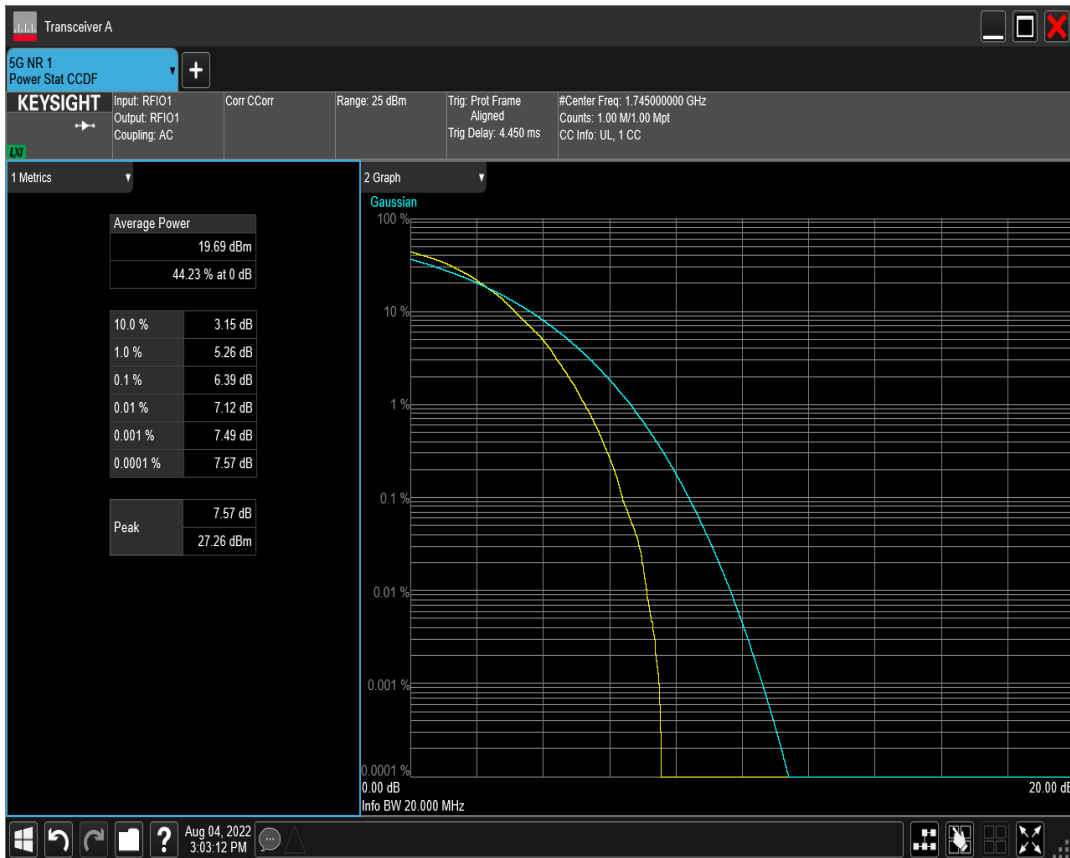 Transceiver A
5G NR 1
Power Stat CCDF
+
KEYSIGHT
LXI
Input: RFIO1
Output: RFIO1
Coupling: AC
Corr CCorr
Range: 25 dBm
Trig: Prot Frame
Aligned
Trig Delay: 4.450 ms
#Center Freq: 1.745000000 GHz
Counts: 1.00 M/1.00 Mpt
CC Info: UL, 1 CC
1 Metrics
Average Power
19.69 dBm
44.23 % at 0 dB
10.0 % 3.15 dB
1.0 % 5.26 dB
0.1 % 6.39 dB
0.01 % 7.12 dB
0.001 % 7.49 dB
0.0001 % 7.57 dB
Peak
7.57 dB
27.26 dBm
2 Graph
Gaussian
100 %
10 %
1 %
0.1 %
0.01 %
0.001 %
0.0001 %
0.00 dB 20.00 dB
Info BW 20.000 MHz
?
Aug 04, 2022
3:03:12 PM